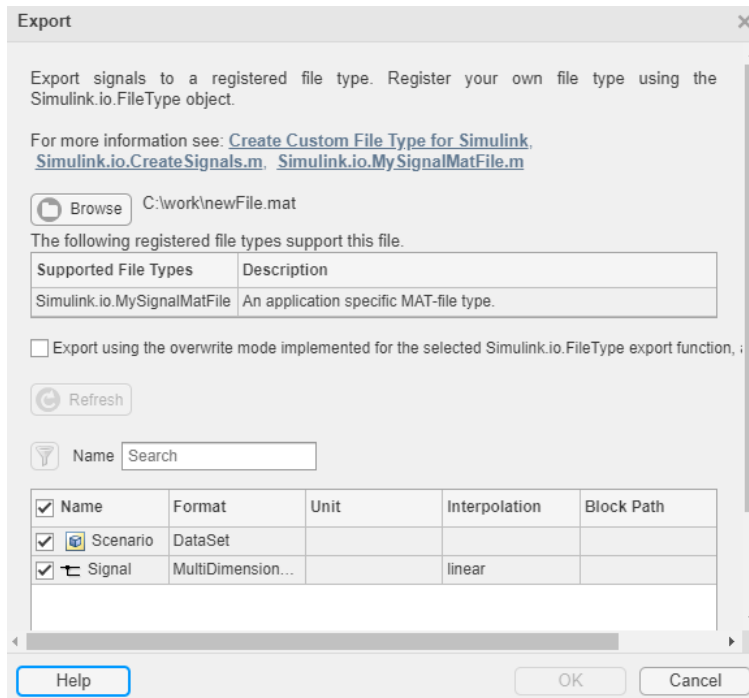 Export
Export signals to a registered file type. Register your own file type using the
Simulink.io.FileType object.
For more information see: Create Custom File Type for Simulink,
Simulink.io.CreateSignals.m, Simulink.io.MySignalMatFile.m
Browse C:\work\newFile.mat
The following registered file types support this file.
Supported File Types Description
Simulink.io.MySignalMatFile An application specific MAT-file type.
Export using the overwrite mode implemented for the selected Simulink.io.FileType export function,
Refresh
Name Search
Name Format Unit Interpolation Block Path
Scenario DataSet
Signal MultiDimension... linear
Help OK Cancel